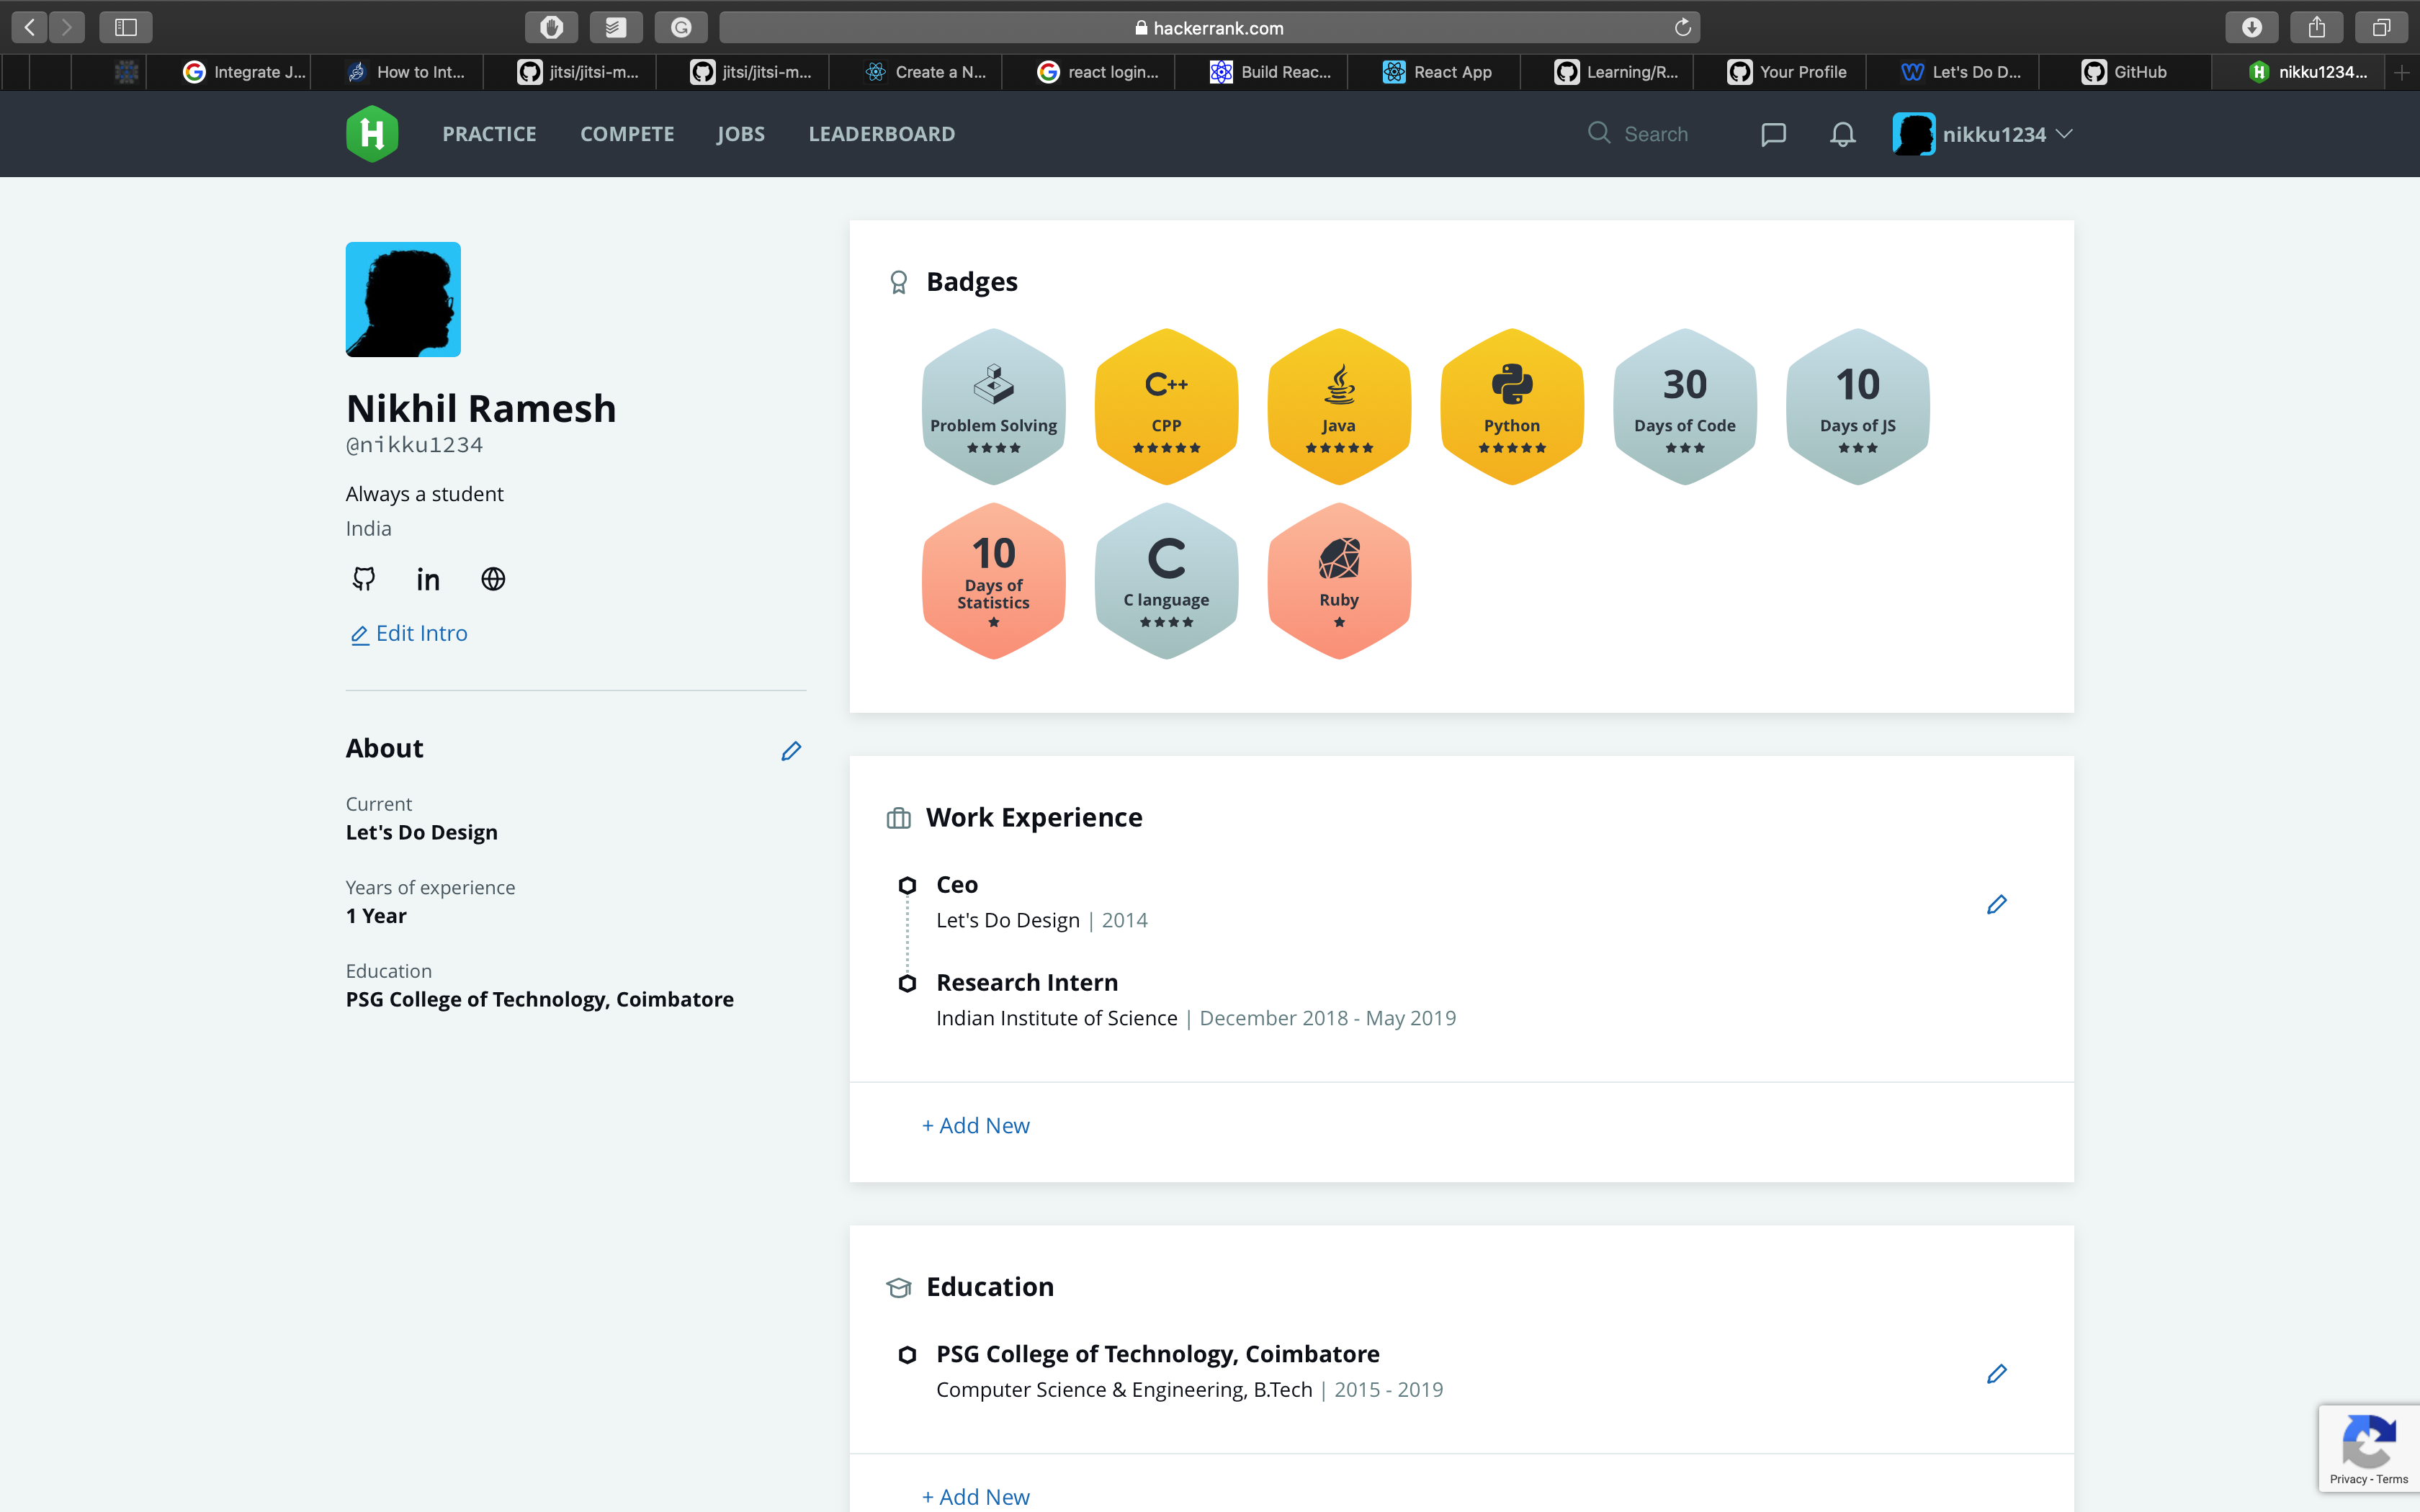 hackerrank.com
Integrate J...
How to Int...
jitsi/jitsi-m...
jitsi/jitsi-m...
Create a N...
react login...
Build Reac...
React App
Learning/R...
Your Profile
Let's Do D...
GitHub
nikku1234...
PRACTICE
COMPETE
JOBS
LEADERBOARD
Search
nikku1234
Nikhil Ramesh
@nikku1234
Always a student
India
in
Edit Intro
About
Current
Let's Do Design
Years of experience
1 Year
Education
PSG College of Technology, Coimbatore
Badges
Problem Solving
C++
CPP
Java
Python
30
Days of Code
10
Days of JS
10
Days of
Statistics
C
C language
Ruby
Work Experience
Ceo
Let's Do Design | 2014
Research Intern
Indian Institute of Science | December 2018 - May 2019
+ Add New
Education
PSG College of Technology, Coimbatore
Computer Science & Engineering, B.Tech | 2015 - 2019
+ Add New
Privacy - Terms